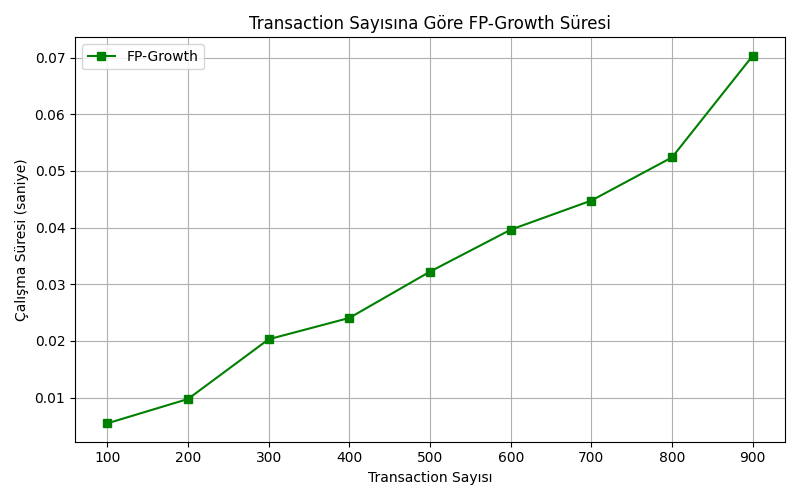 Transaction Sayısına Göre FP-Growth Süresi
FP-Growth
Çalışma Süresi (saniye)
0.07
0.06
0.05
0.04
0.03
0.02
0.01
100 200 300 400 500 600 700 800 900
Transaction Sayısı